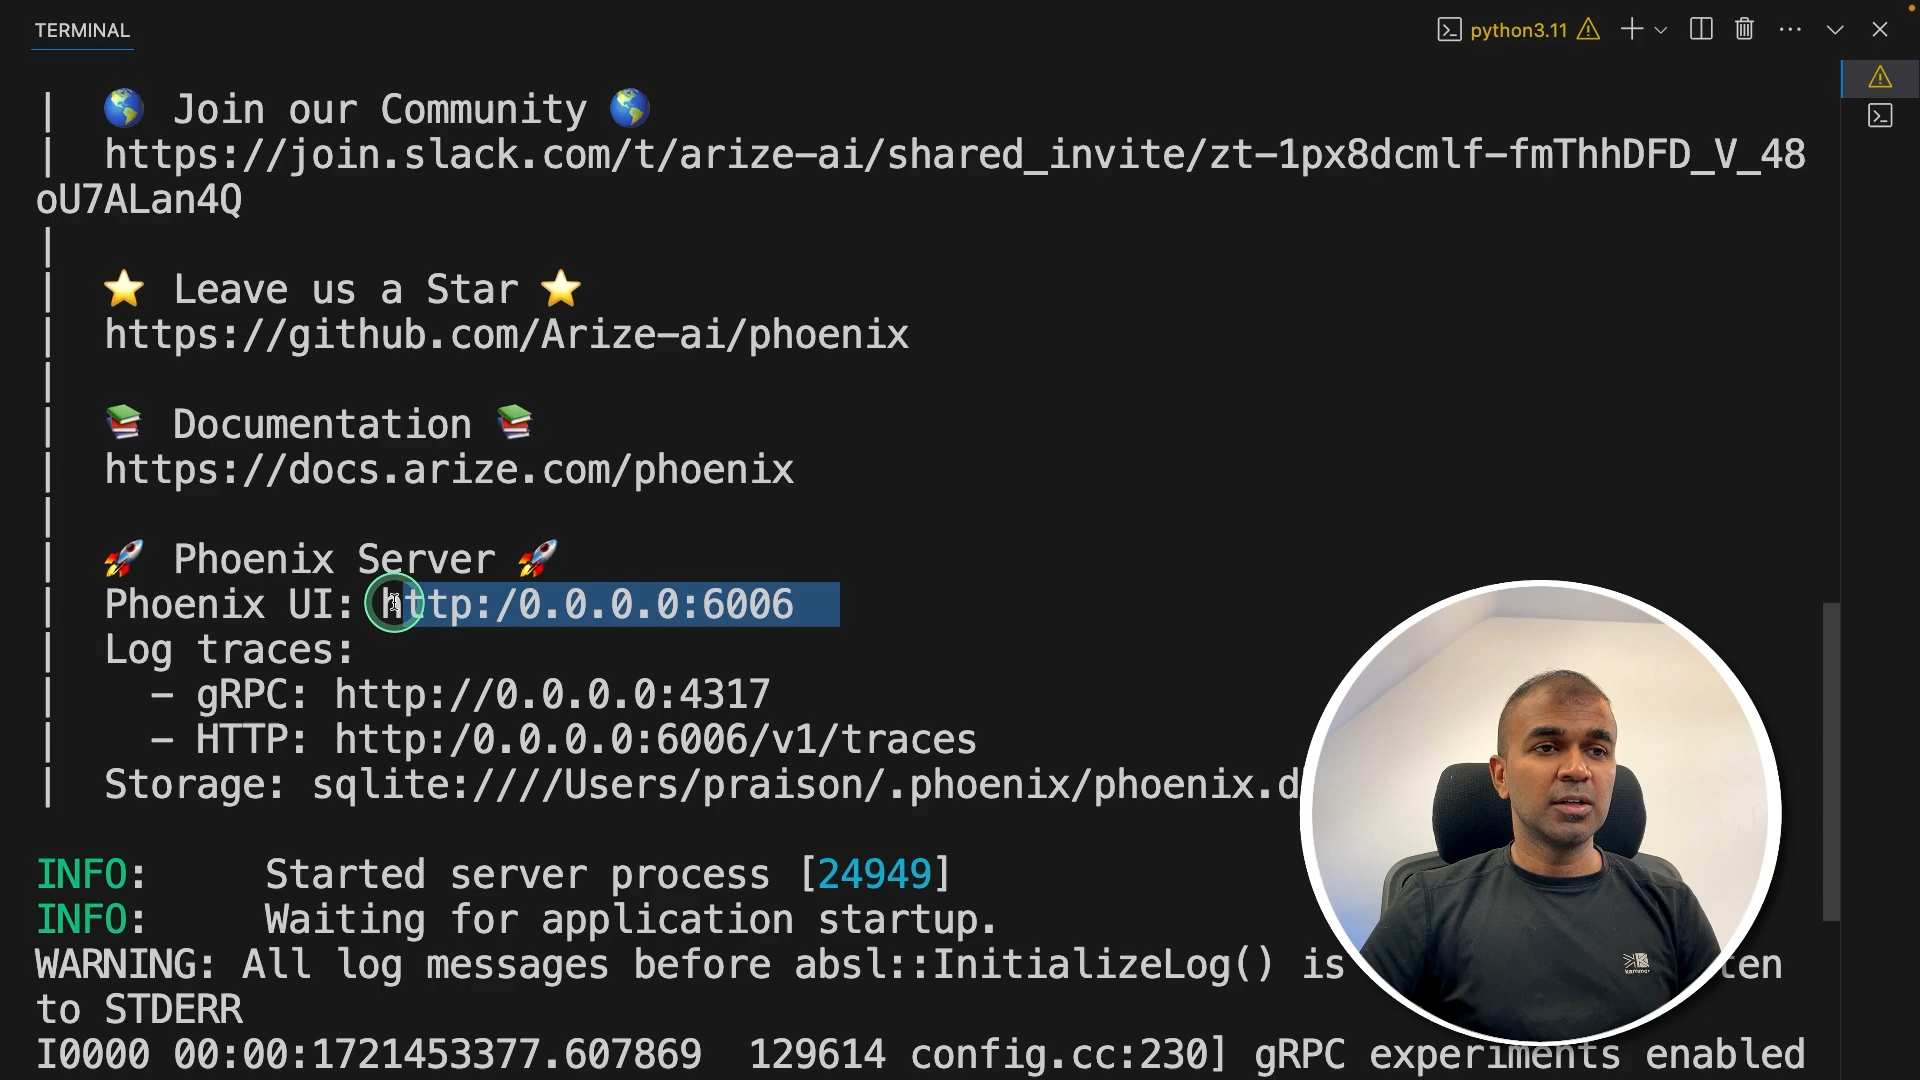 TERMINAL
python3.11
| 🌎 Join our Community 🌎
| https://join.slack.com/t/arize-ai/shared_invite/zt-1px8dcmlf-fmThhDFD_V_48
oU7ALan4Q
|
| ⭐ Leave us a Star ⭐
| https://github.com/Arize-ai/phoenix
|
| 📚 Documentation 📚
| https://docs.arize.com/phoenix
|
| 🚀 Phoenix Server 🚀
| Phoenix UI: http:/0.0.0.0:6006
| Log traces:
| - gRPC: http://0.0.0.0:4317
| - HTTP: http:/0.0.0.0:6006/v1/traces
| Storage: sqlite:////Users/praison/.phoenix/phoenix.d
INFO: Started server process [24949]
INFO: Waiting for application startup.
WARNING: All log messages before absl::InitializeLog() is ten
to STDERR
I0000 00:00:1721453377.607869 129614 config.cc:230] gRPC experiments enabled